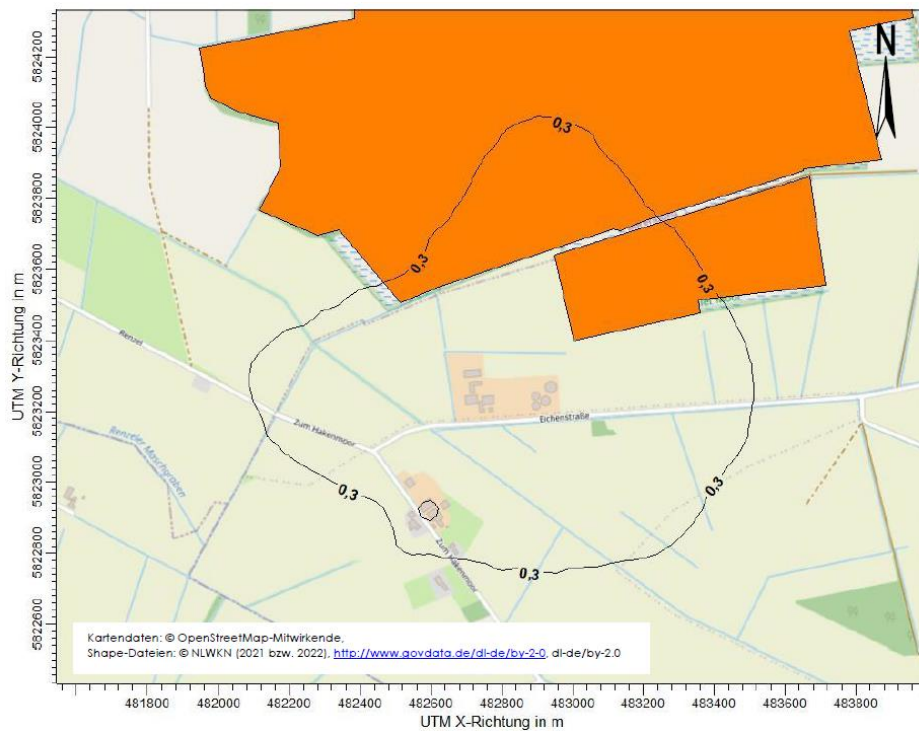 5824200
5824000
5823800
5823600
5823400
5823200
5823000
5822800
5822600
UTM Y-Richtung in m
N
0,3
0,3
0,3
0,3
0,3
0,3
Renzel
Zum Hakenmoor
Eichenstraße
Renzeler Maschgraben
Zum Hakenmoor
Kartendaten: © OpenStreetMap-Mitwirkende,
Shape-Dateien: © NLWKN (2021 bzw. 2022), http://www.govdata.de/dl-de/by-2-0, dl-de/by-2.0
481800 482000 482200 482400 482600 482800 483000 483200 483400 483600 483800
UTM X-Richtung in m